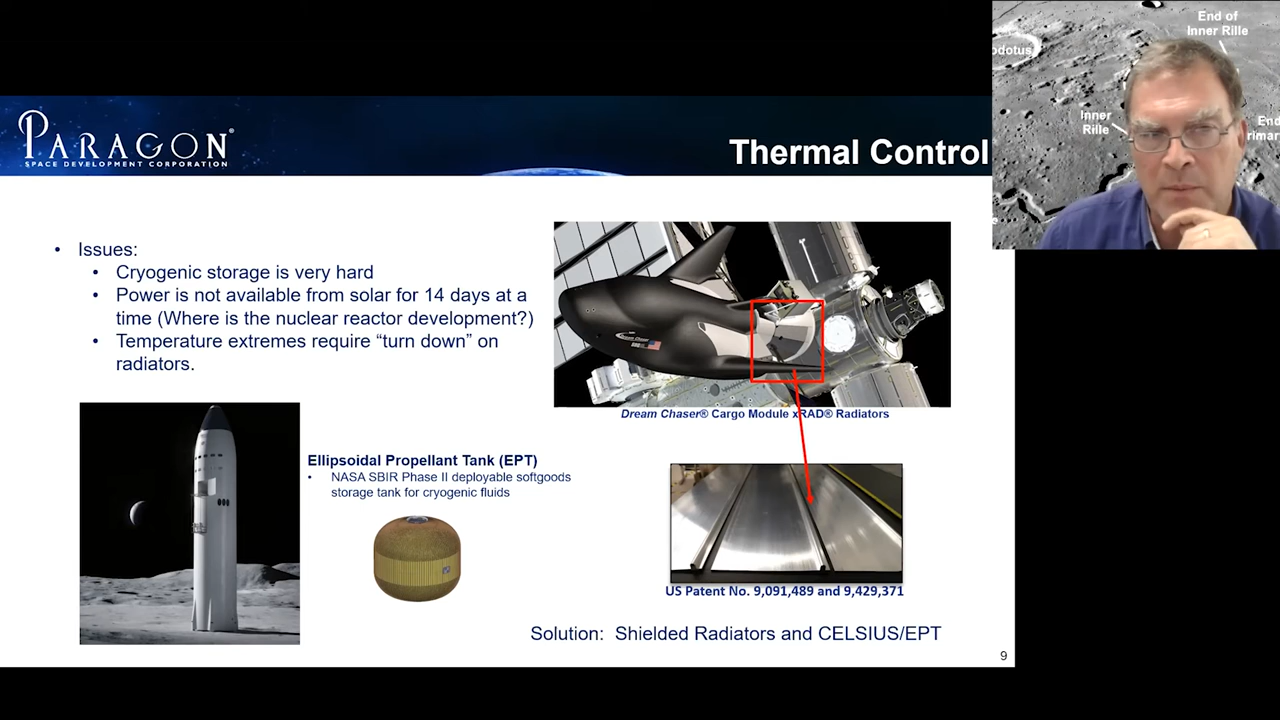 PARAGON®
SPACE DEVELOPMENT CORPORATION
Thermal Control
• Issues:
• Cryogenic storage is very hard
• Power is not available from solar for 14 days at a
time (Where is the nuclear reactor development?)
• Temperature extremes require “turn down” on
radiators.
Dream Chaser® Cargo Module xRAD® Radiators
Ellipsoidal Propellant Tank (EPT)
• NASA SBIR Phase II deployable softgoods
storage tank for cryogenic fluids
US Patent No. 9,091,489 and 9,429,371
Solution: Shielded Radiators and CELSIUS/EPT
9
End of
Inner Rille
odotus
Inner
Rille
End
rimar